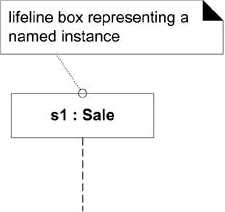 lifeline box representing a
named instance
s1 : Sale